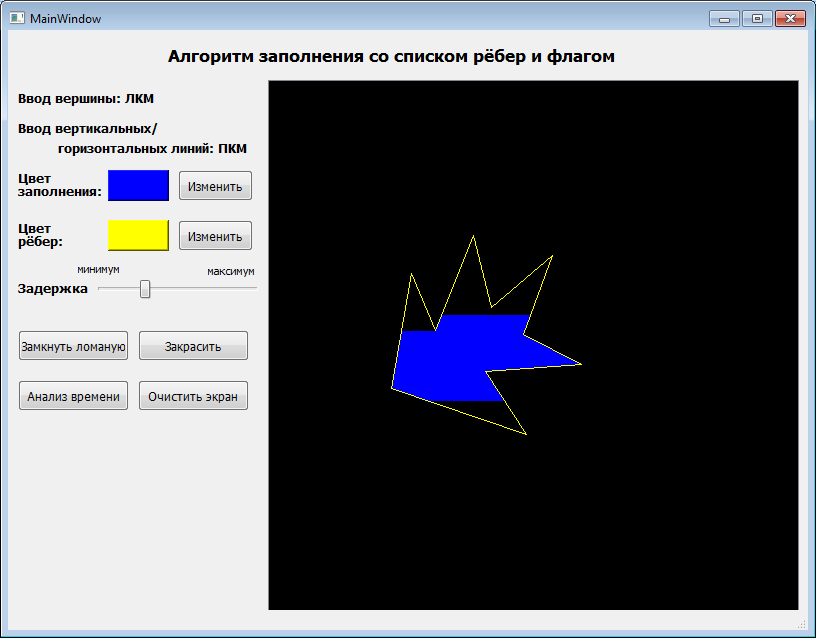 MainWindow
Алгоритм заполнения со списком рёбер и флагом
Ввод вершины: ЛКМ
Ввод вертикальных/
горизонтальных линий: ПКМ
Цвет
заполнения:
Изменить
Цвет
рёбер:
Изменить
минимум
максимум
Задержка
Замкнуть ломаную
Закрасить
Анализ времени
Очистить экран